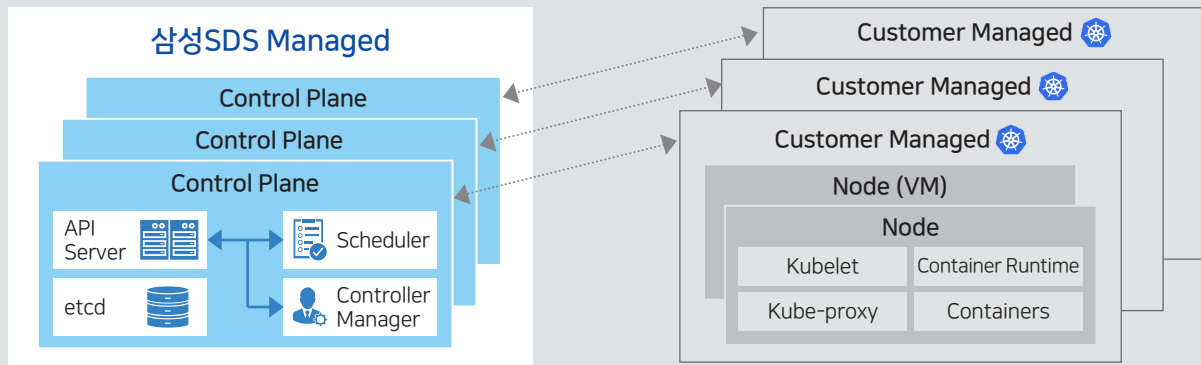 삼성SDS Managed
Control Plane
Control Plane
Control Plane
API
Server
Scheduler
etcd
Controller
Manager
Customer Managed
Customer Managed
Customer Managed
Node (VM)
Node
Kubelet
Container Runtime
Kube-proxy
Containers